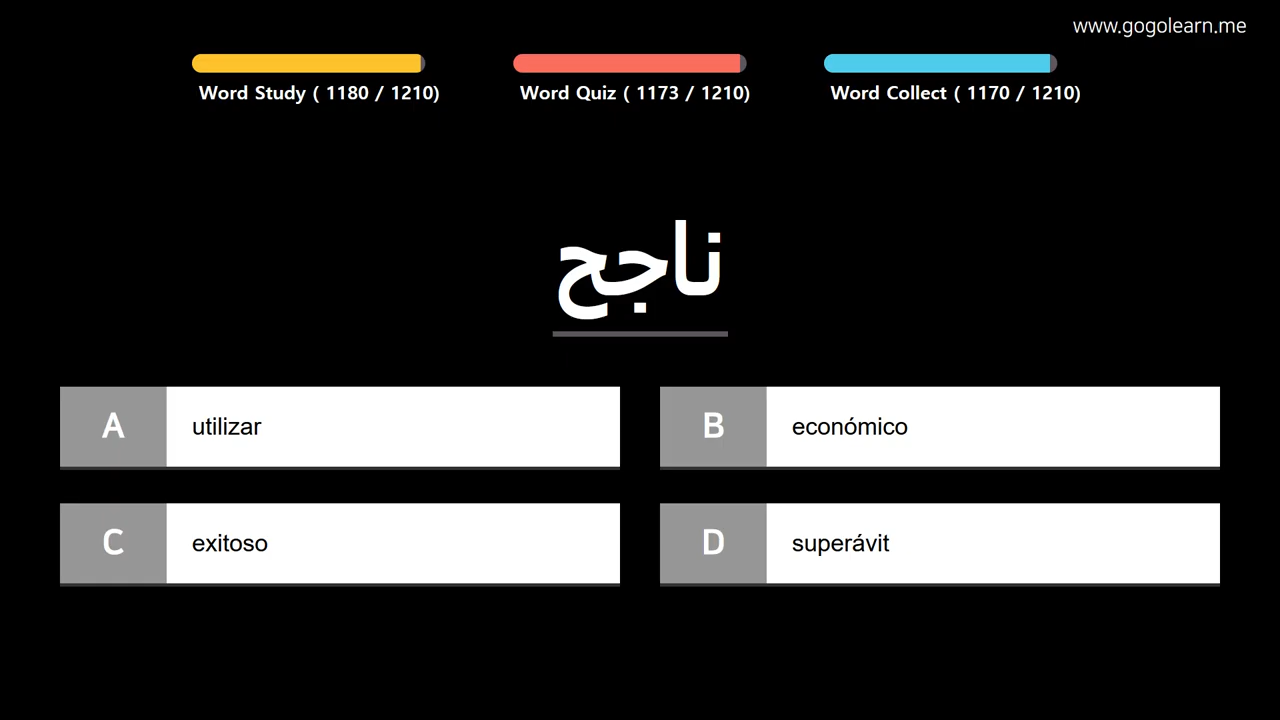 www.gogolearn.me
Word Study ( 1180 / 1210)
Word Quiz ( 1173 / 1210)
Word Collect ( 1170 / 1210)
ناجح
A utilizar
B económico
C exitoso
D superávit